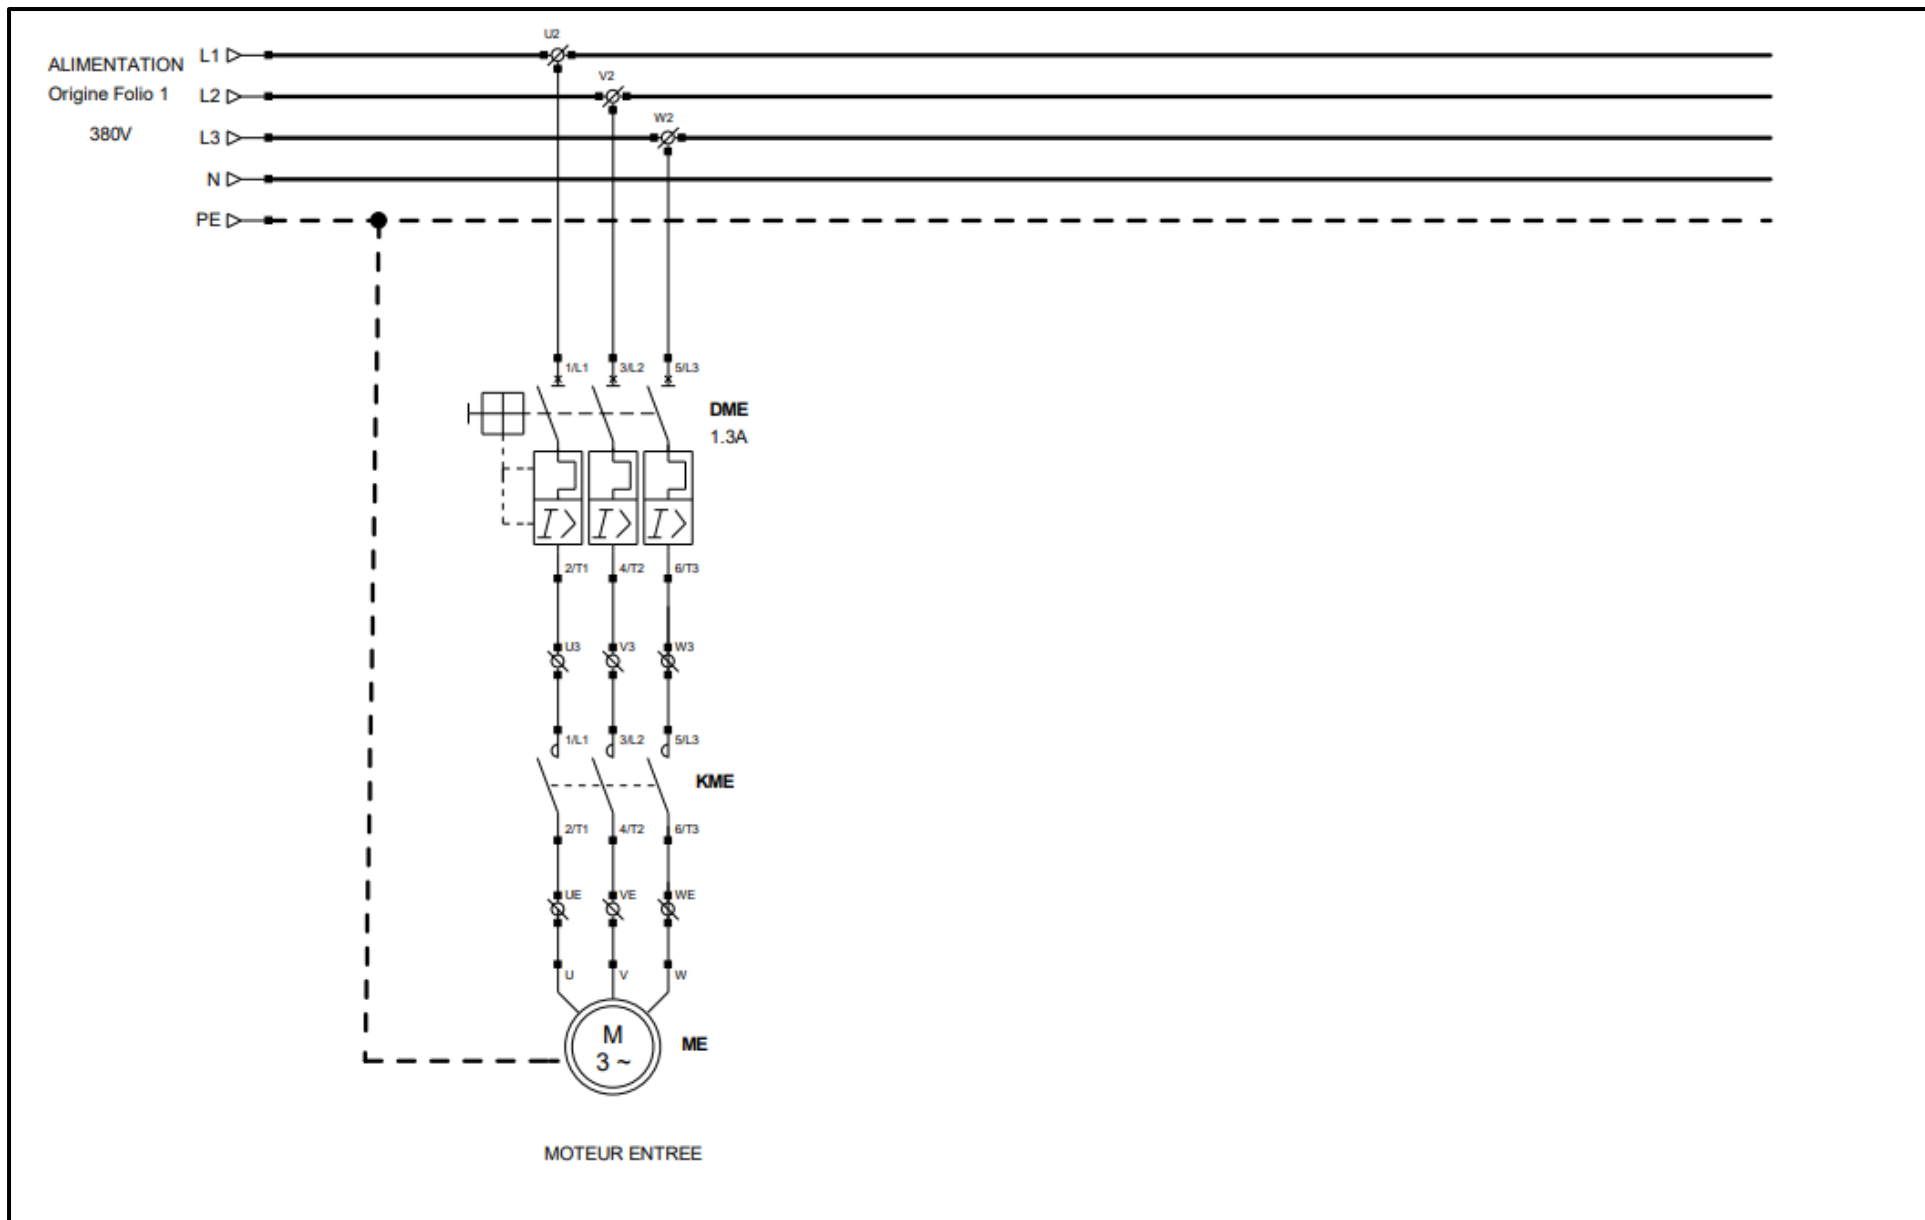 U2
L1
ALIMENTATION
V2
Origine Folio 1
L2
W2
380V
L3
N
PE
1/L1 3/L2 5/L3
DME
1.3A
I> I> I>
2/T1 4/T2 6/T3
U3 V3 W3
1/L1 3/L2 5/L3
KME
2/T1 4/T2 6/T3
UE VE WE
U V W
M
3 ~
ME
MOTEUR ENTREE